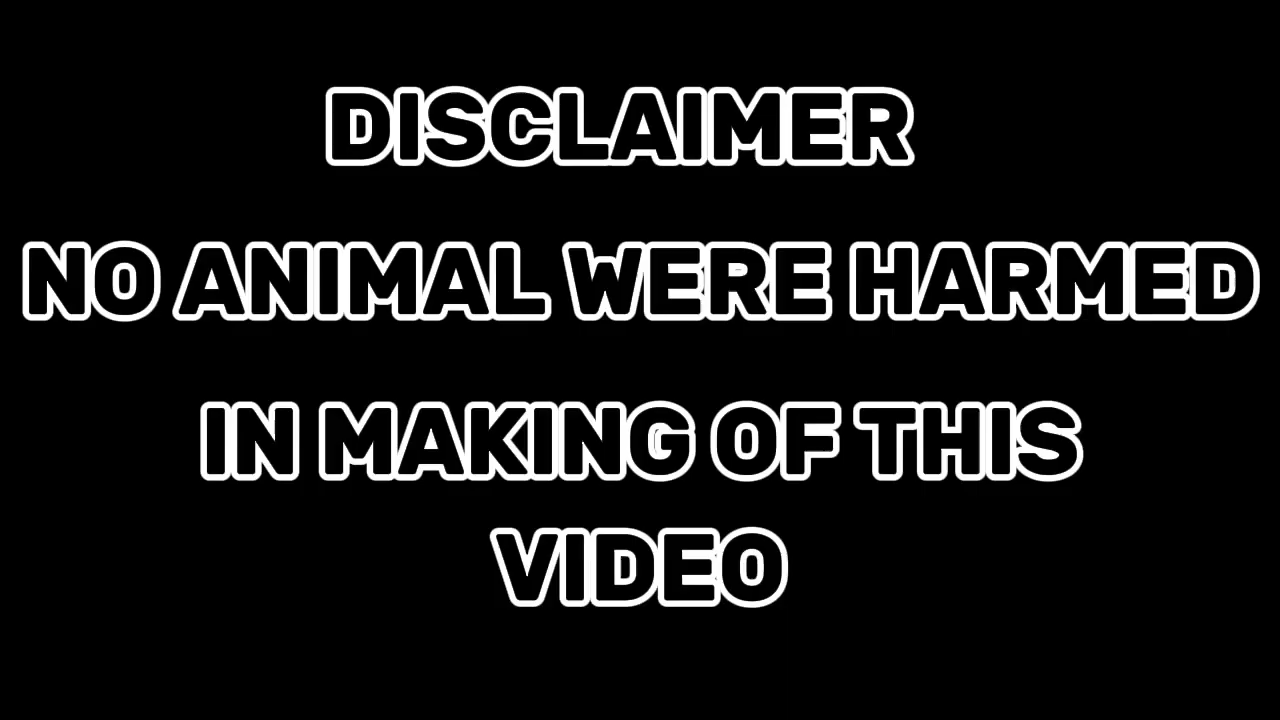 DISCLAIMER
NO ANIMAL WERE HARMED
IN MAKING OF THIS
VIDEO